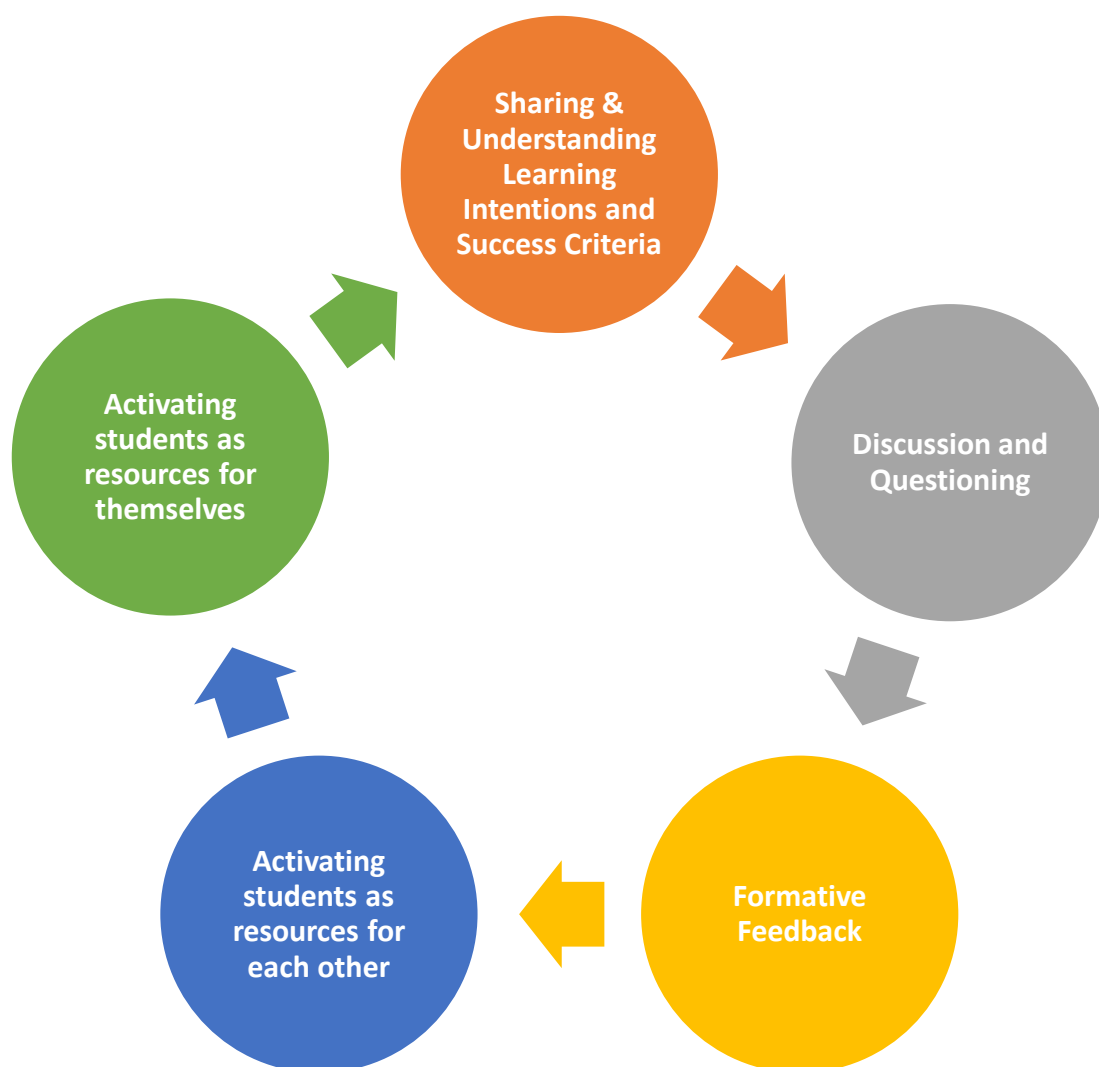 Sharing &
Understanding
Learning
Intentions and
Success Criteria
Discussion and
Questioning
Formative
Feedback
Activating
students as
resources for
each other
Activating
students as
resources for
themselves